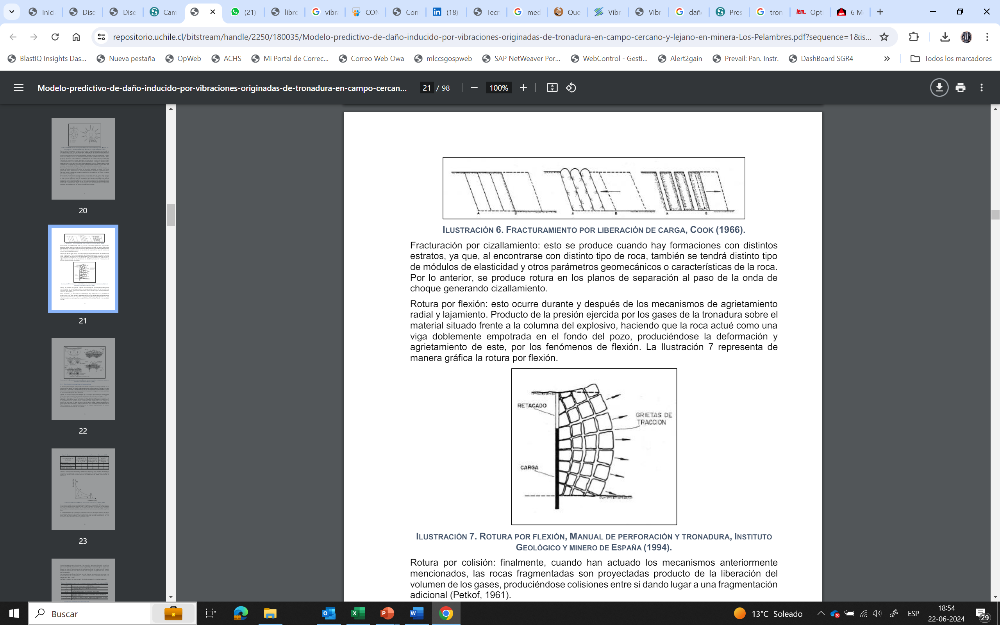 Inici
Dise
Dise
Cam
(21)
libro
vibra
CON
Con
(18)
Tecn
med
Que
Vibr
Vibr
dañ
Pres
tron
Opti
6 M
repositorio.uchile.cl/bitstream/handle/2250/180035/Modelo-predictivo-de-daño-inducido-por-vibraciones-originadas-de-tronadura-en-campo-cercano-y-lejano-en-minera-Los-Pelambres.pdf?sequence=1&is...
BlastIQ Insights Das...
Nueva pestaña
OpWeb
ACHS
Mi Portal de Correc...
Correo Web Owa
mlccsgospweb
SAP NetWeaver Por...
WebControl - Gesti...
Alert2gain
Prevail: Pan. Instr.
DashBoard SGR4
Todos los marcadores
Modelo-predictivo-de-daño-inducido-por-vibraciones-originadas-de-tronadura-en-campo-cercan...
21 / 98
100%
20
21
22
23
A B A B A B
ILUSTRACIÓN 6. FRACTURAMIENTO POR LIBERACIÓN DE CARGA, COOK (1966).
Fracturación por cizallamiento: esto se produce cuando hay formaciones con distintos
estratos, ya que, al encontrarse con distinto tipo de roca, también se tendrá distinto tipo
de módulos de elasticidad y otros parámetros geomecánicos o características de la roca.
Por lo anterior, se produce rotura en los planos de separación al paso de la onda de
choque generando cizallamiento.
Rotura por flexión: esto ocurre durante y después de los mecanismos de agrietamiento
radial y lajamiento. Producto de la presión ejercida por los gases de la tronadura sobre el
material situado frente a la columna del explosivo, haciendo que la roca actué como una
viga doblemente empotrada en el fondo del pozo, produciéndose la deformación y
agrietamiento de este, por los fenómenos de flexión. La Ilustración 7 representa de
manera gráfica la rotura por flexión.
RETACADO
GRIETAS DE
TRACCION
CARGA
ILUSTRACIÓN 7. ROTURA POR FLEXIÓN, MANUAL DE PERFORACIÓN Y TRONADURA, INSTITUTO
GEOLÓGICO Y MINERO DE ESPAÑA (1994).
Rotura por colisión: finalmente, cuando han actuado los mecanismos anteriormente
mencionados, las rocas fragmentadas son proyectadas producto de la liberación del
volumen de los gases, produciéndose colisiones entre si dando lugar a una fragmentación
adicional (Petkof, 1961).
Buscar
13°C Soleado
ESP
18:54
22-06-2024
29